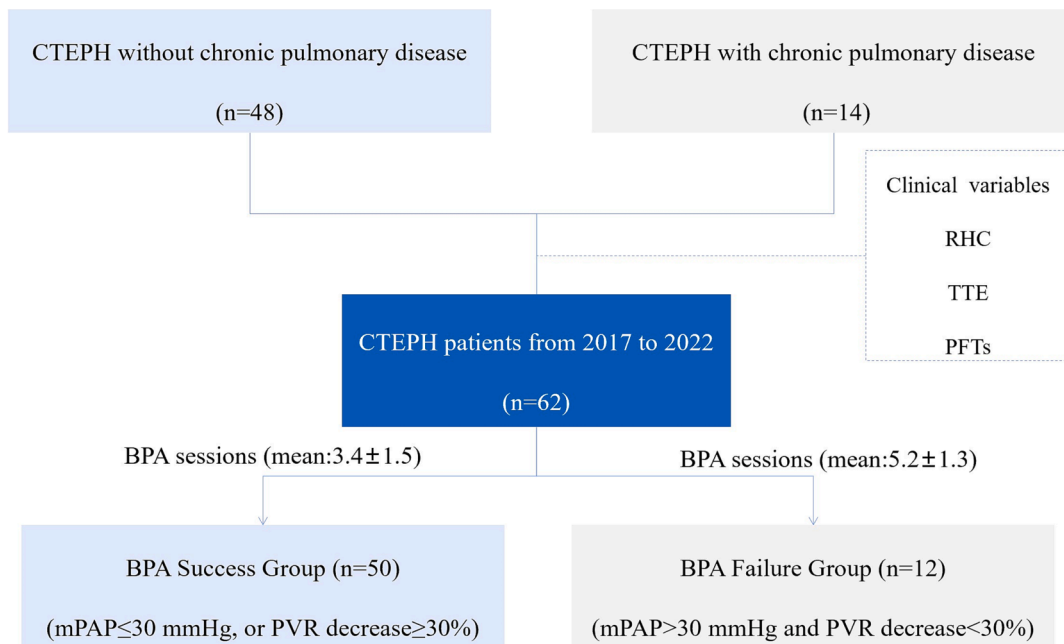 CTEPH without chronic pulmonary disease
(n=48)
CTEPH with chronic pulmonary disease
(n=14)
Clinical variables
RHC
TTE
PFTs
CTEPH patients from 2017 to 2022
(n=62)
BPA sessions (mean:3.4±1.5)
BPA sessions (mean:5.2±1.3)
BPA Success Group (n=50)
(mPAP≤30 mmHg, or PVR decrease≥30%)
BPA Failure Group (n=12)
(mPAP>30 mmHg and PVR decrease<30%)